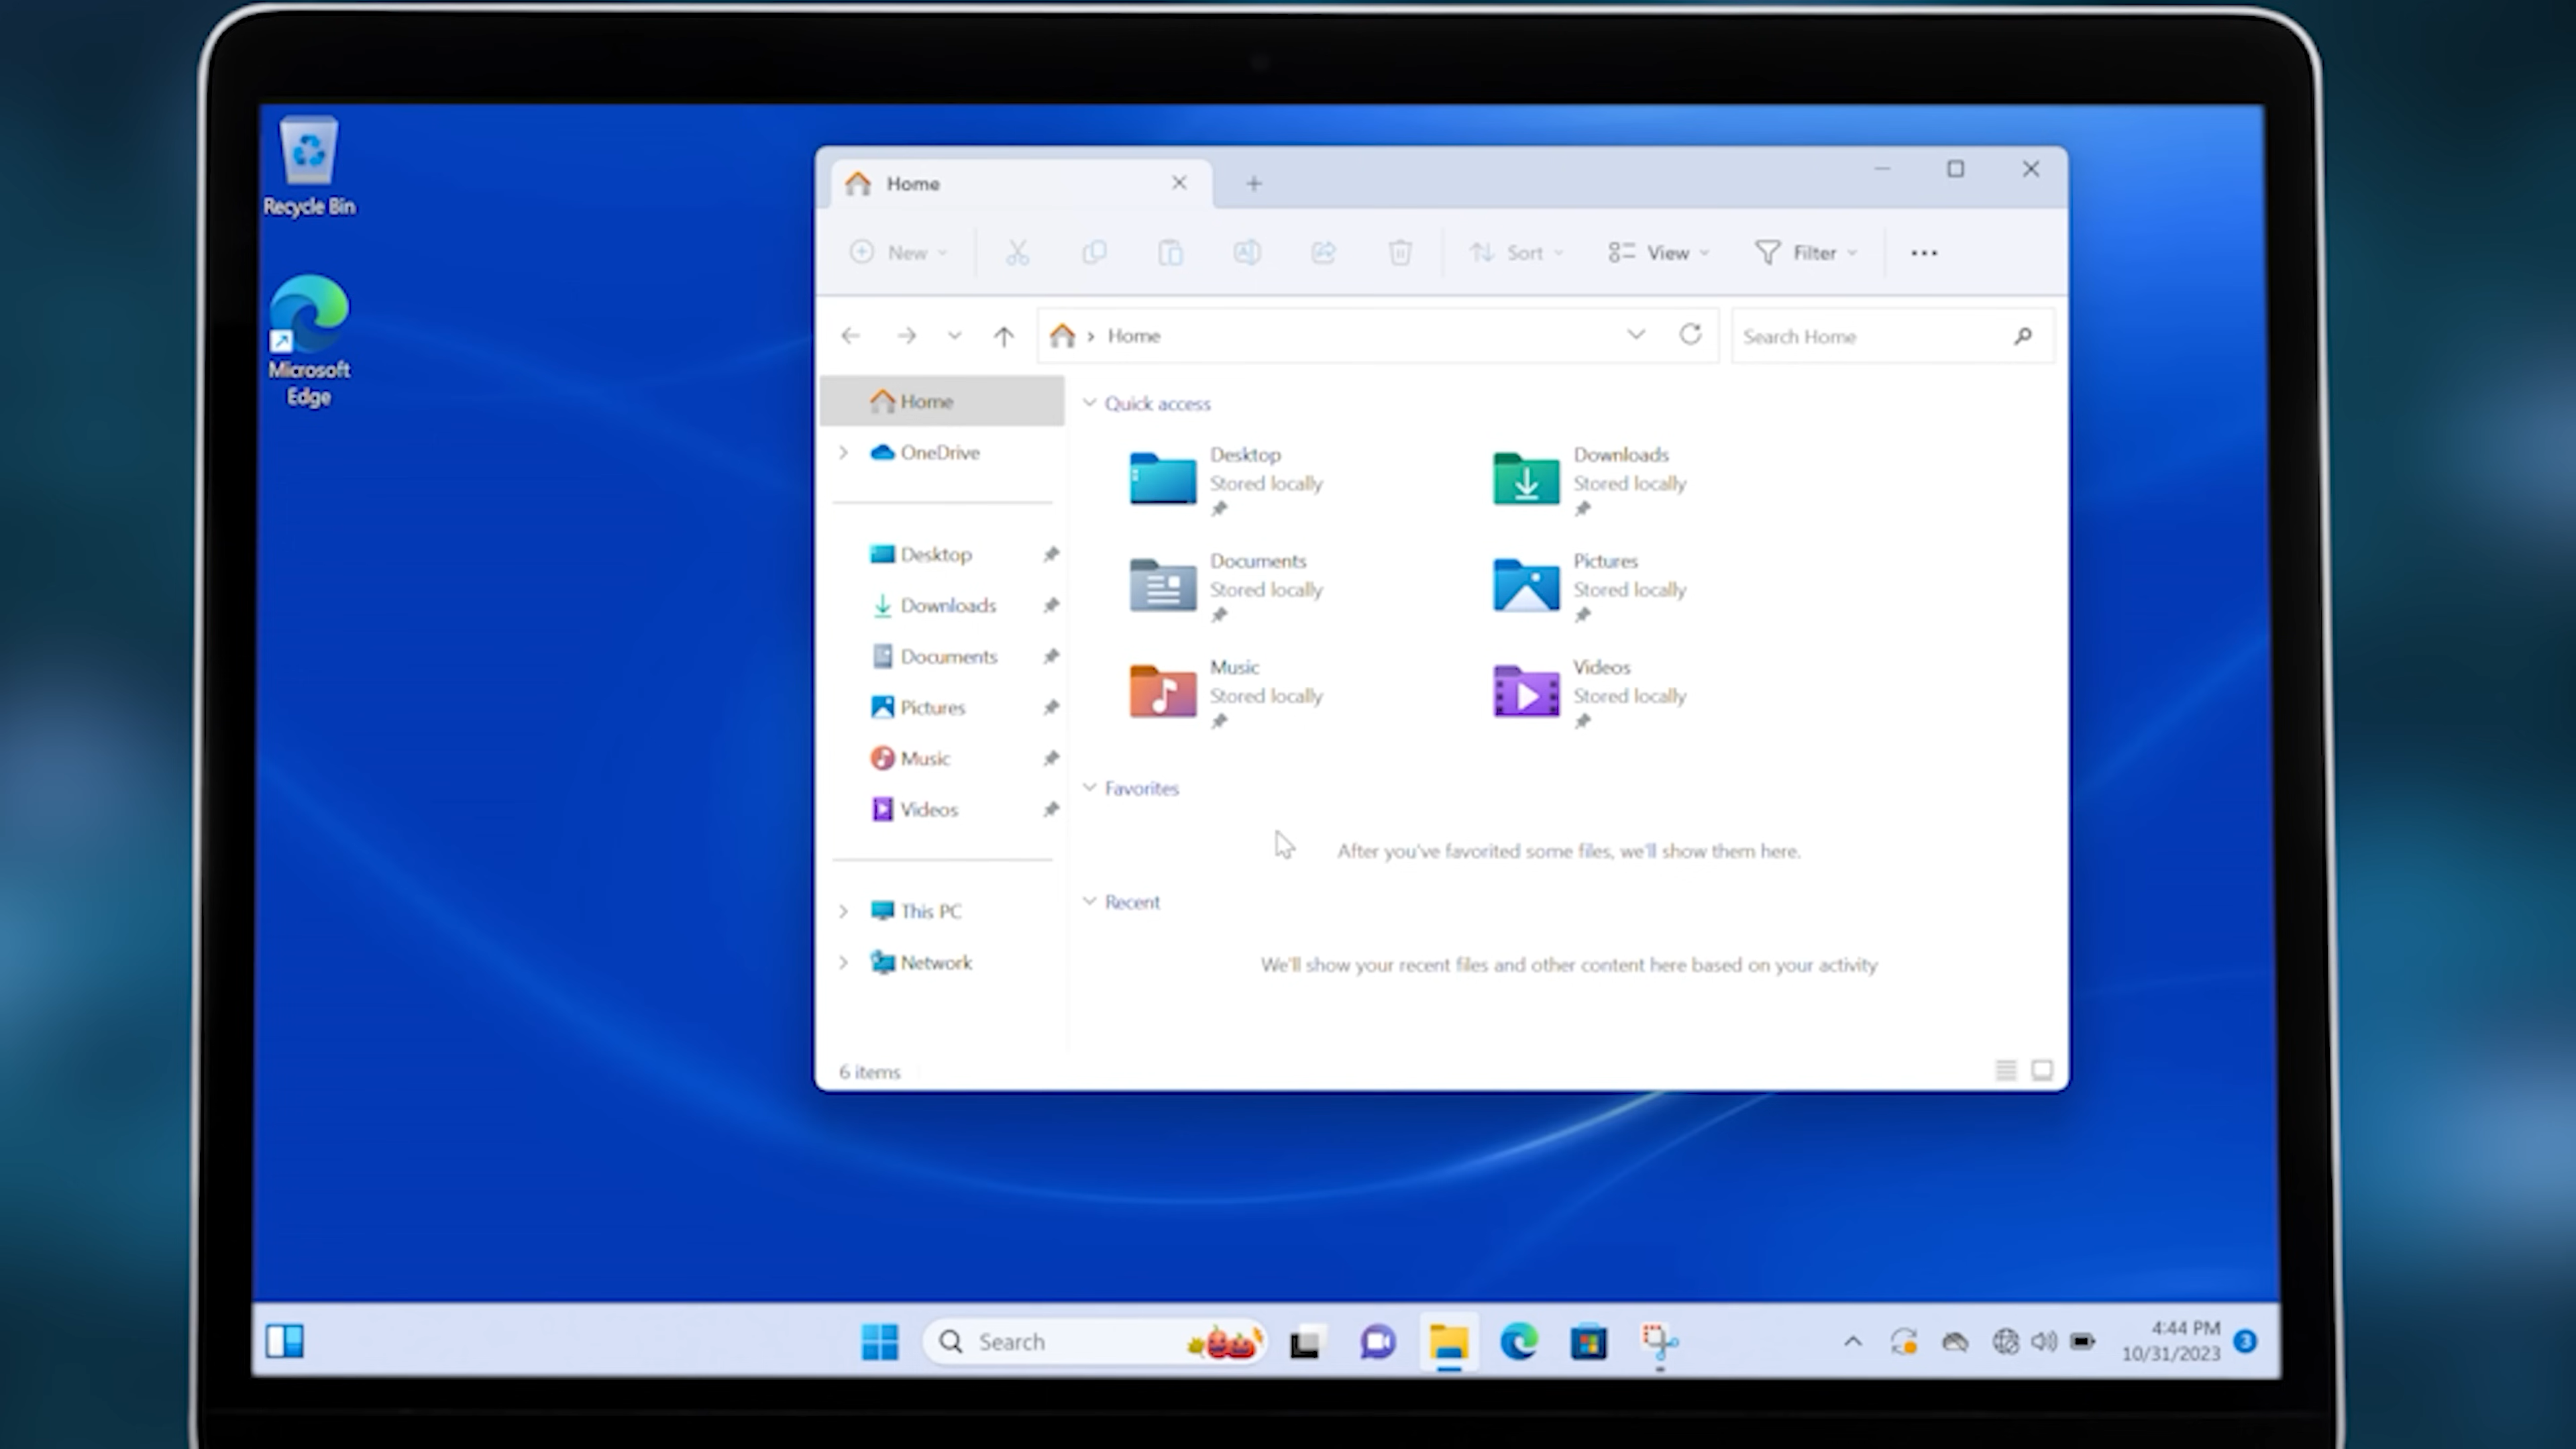 Recycle Bin
Microsoft
Edge
Home
New
Sort
View
Filter
Home
Search Home
Home
OneDrive
Desktop
Downloads
Documents
Pictures
Music
Videos
This PC
Network
Quick access
Desktop
Stored locally
Downloads
Stored locally
Documents
Stored locally
Pictures
Stored locally
Music
Stored locally
Videos
Stored locally
Favorites
After you've favorited some files, we'll show them here.
Recent
We'll show your recent files and other content here based on your activity
6 items
Search
4:44 PM
10/31/2023
3